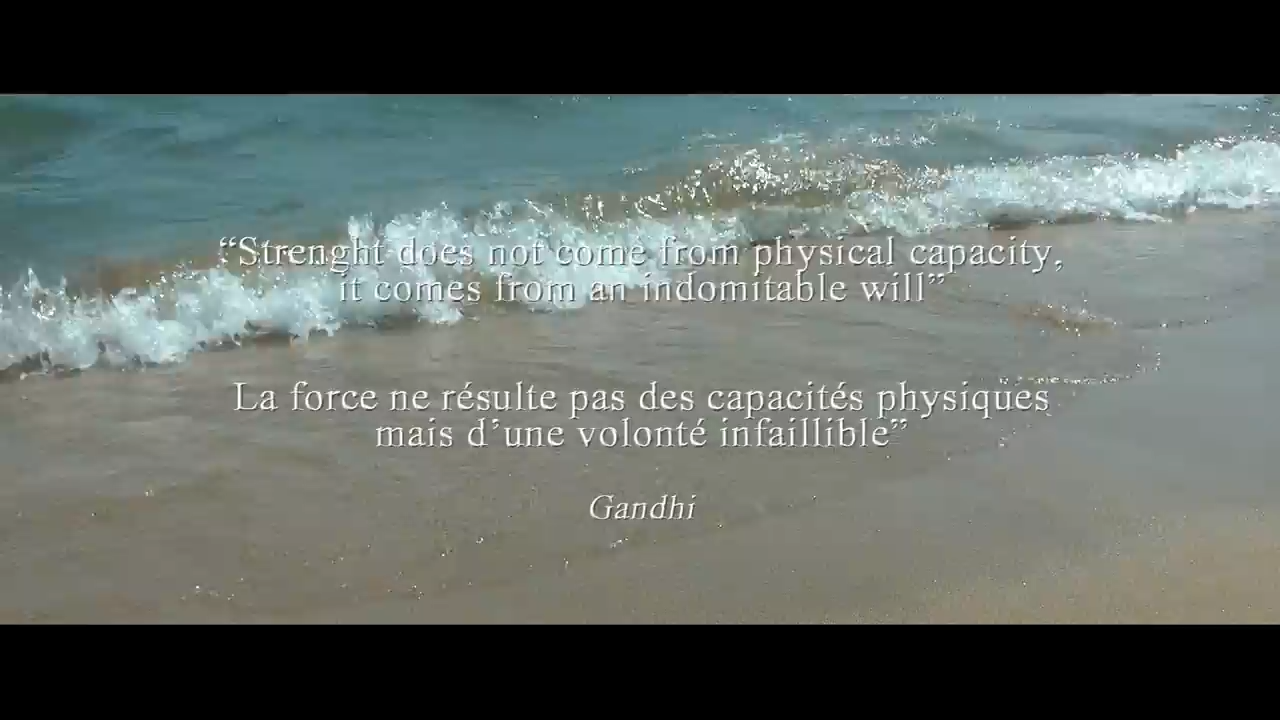 “Strenght does not come from physical capacity,
it comes from an indomitable will”
La force ne résulte pas des capacités physiques
mais d’une volonté infaillible”
Gandhi